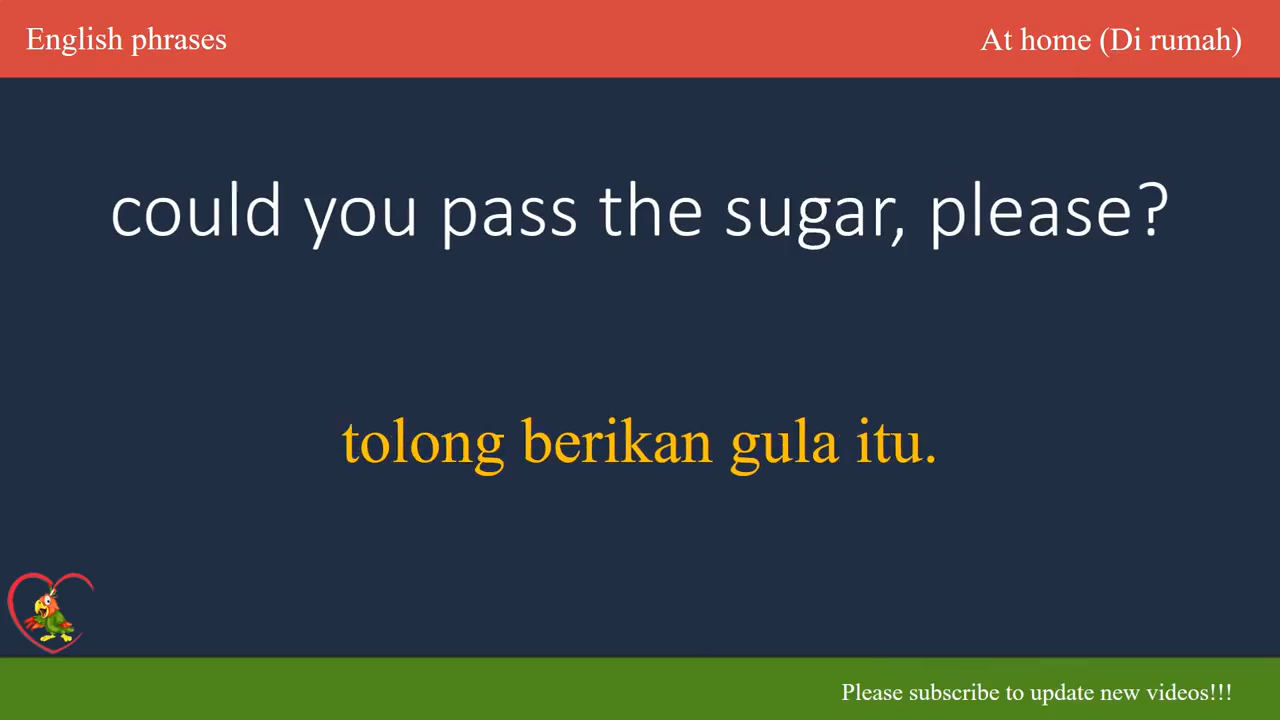 English phrases
At home (Di rumah)
could you pass the sugar, please?
tolong berikan gula itu.
Please subscribe to update new videos!!!